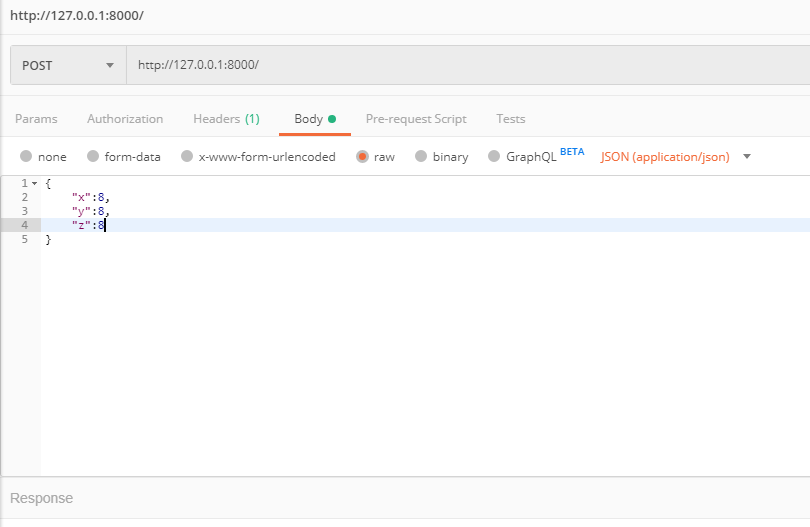 http://127.0.0.1:8000/
POST http://127.0.0.1:8000/
Params Authorization Headers (1) Body Pre-request Script Tests
none form-data x-www-form-urlencoded raw binary GraphQL BETA JSON (application/json)
1 {
2 "x":8,
3 "y":8,
4 "z":8
5 }
Response